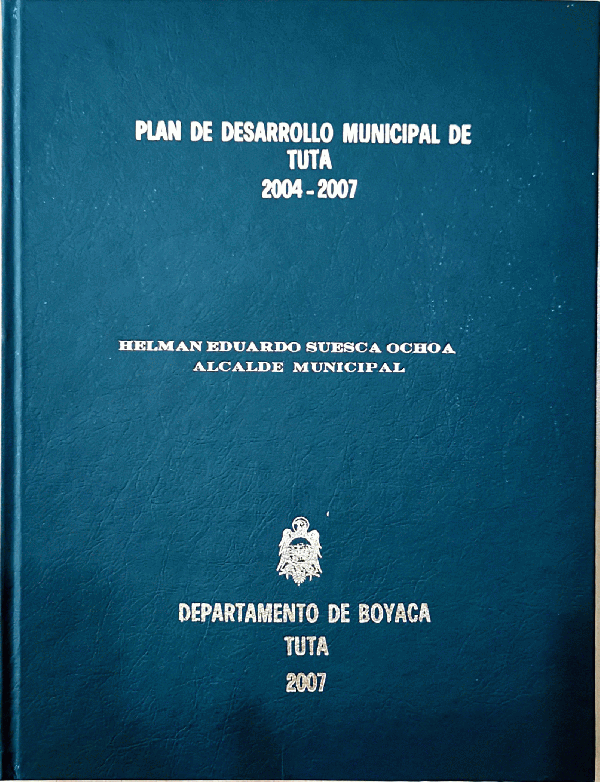 PLAN DE DESARROLLO MUNICIPAL DE
TUTA
2004 - 2007
HELMAN EDUARDO SUESCA OCHOA
ALCALDE MUNICIPAL
DEPARTAMENTO DE BOYACA
TUTA
2007